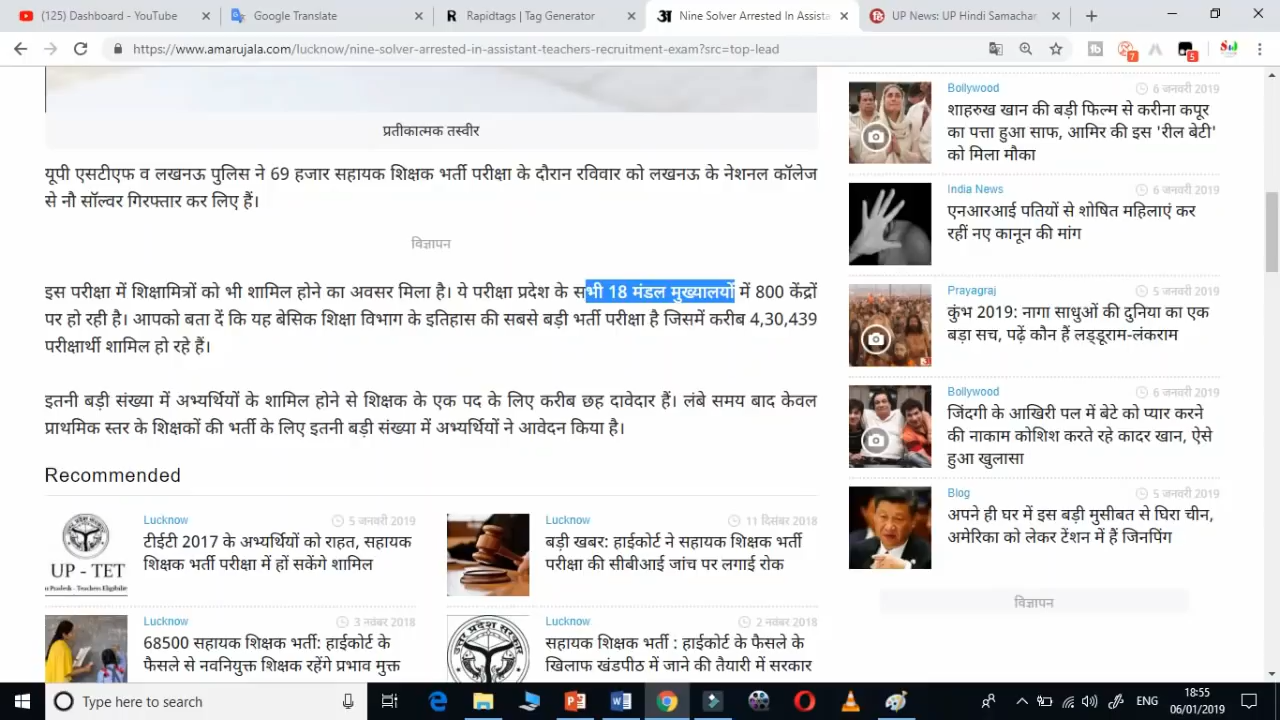 (125) Dashboard - YouTube
Google Translate
Rapidtags | Tag Generator
Nine Solver Arrested In Assista
UP News: UP Hindi Samachar
https://www.amarujala.com/lucknow/nine-solver-arrested-in-assistant-teachers-recruitment-exam?src=top-lead
7
5
प्रतीकात्मक तस्वीर
यूपी एसटीएफ व लखनऊ पुलिस ने 69 हजार सहायक शिक्षक भर्ती परीक्षा के दौरान रविवार को लखनऊ के नेशनल कॉलेज
से नौ सॉल्वर गिरफ्तार कर लिए हैं।
विज्ञापन
इस परीक्षा में शिक्षामित्रों को भी शामिल होने का अवसर मिला है। ये परीक्षा प्रदेश के सभी 18 मंडल मुख्यालयों में 800 केंद्रों
पर हो रही है। आपको बता दें कि यह बेसिक शिक्षा विभाग के इतिहास की सबसे बड़ी भर्ती परीक्षा है जिसमें करीब 4,30,439
परीक्षार्थी शामिल हो रहे हैं।
इतनी बड़ी संख्या में अभ्यर्थियों के शामिल होने से शिक्षक के एक पद के लिए करीब छह दावेदार हैं। लंबे समय बाद केवल
प्राथमिक स्तर के शिक्षकों की भर्ती के लिए इतनी बड़ी संख्या में अभ्यर्थियों ने आवेदन किया है।
Recommended
Lucknow
5 जनवरी 2019
टीईटी 2017 के अभ्यर्थियों को राहत, सहायक
शिक्षक भर्ती परीक्षा में हों सकेंगे शामिल
UP - TET
Lucknow
11 दिसंबर 2018
बड़ी खबर: हाईकोर्ट ने सहायक शिक्षक भर्ती
परीक्षा की सीबीआई जांच पर लगाई रोक
Lucknow
3 नवंबर 2018
68500 सहायक शिक्षक भर्ती: हाईकोर्ट के
फैसले से नवनियुक्त शिक्षक रहेंगे प्रभाव मुक्त
Lucknow
2 नवंबर 2018
सहायक शिक्षक भर्ती : हाईकोर्ट के फैसले के
खिलाफ खंडपीठ में जाने की तैयारी में सरकार
Bollywood
6 जनवरी 2019
शाहरुख खान की बड़ी फिल्म से करीना कपूर
का पत्ता हुआ साफ, आमिर की इस 'रील बेटी'
को मिला मौका
India News
6 जनवरी 2019
एनआरआई पतियों से शोषित महिलाएं कर
रहीं नए कानून की मांग
Prayagraj
5 जनवरी 2019
कुंभ 2019: नागा साधुओं की दुनिया का एक
बड़ा सच, पढ़ें कौन हैं लड्डूराम-लंकराम
Bollywood
6 जनवरी 2019
जिंदगी के आखिरी पल में बेटे को प्यार करने
की नाकाम कोशिश करते रहे कादर खान, ऐसे
हुआ खुलासा
Blog
5 जनवरी 2019
अपने ही घर में इस बड़ी मुसीबत से घिरा चीन,
अमेरिका को लेकर टेंशन में हैं जिनपिंग
विज्ञापन
Type here to search
ENG
18:55
06/01/2019